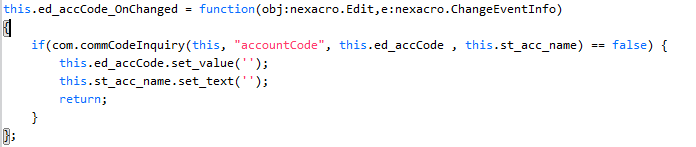 this.ed_accCode_OnChanged = function(obj:nexacro.Edit,e:nexacro.ChangeEventInfo)
{
    if(com.commCodeInquiry(this, "accountCode", this.ed_accCode , this.st_acc_name) == false) {
        this.ed_accCode.set_value('');
        this.st_acc_name.set_text('');
        return;
    }
};